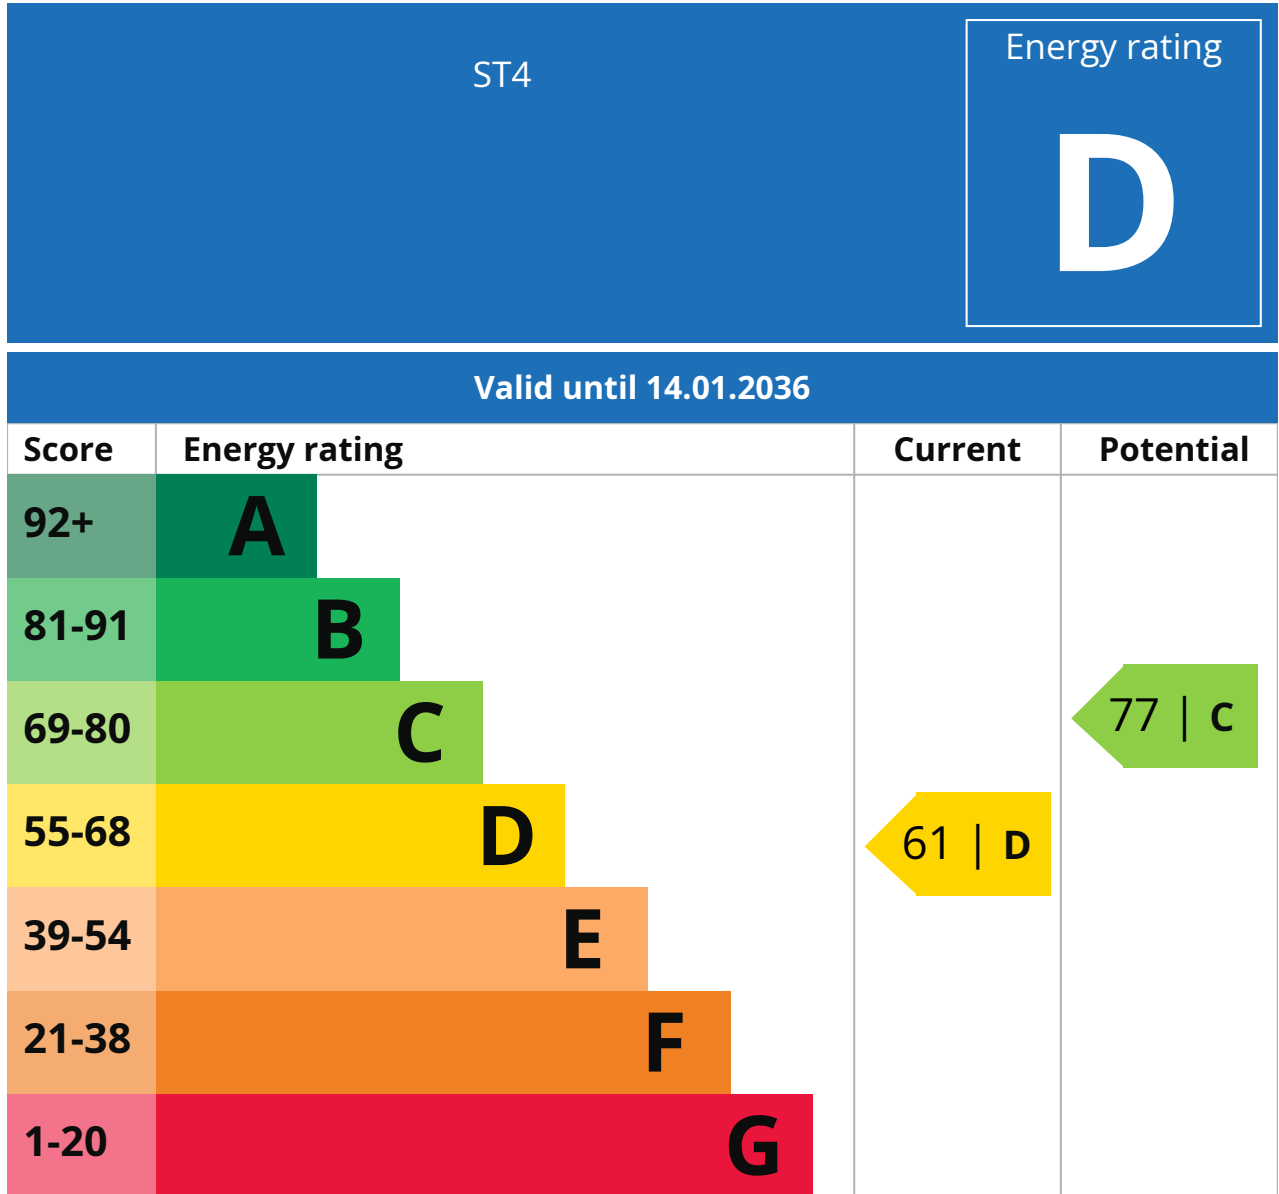 ST4
Energy rating
D
Valid until 14.01.2036
Score Energy rating Current Potential
92+ A
81-91 B
69-80 C
77 | C
55-68 D
61 | D
39-54 E
21-38 F
1-20 G